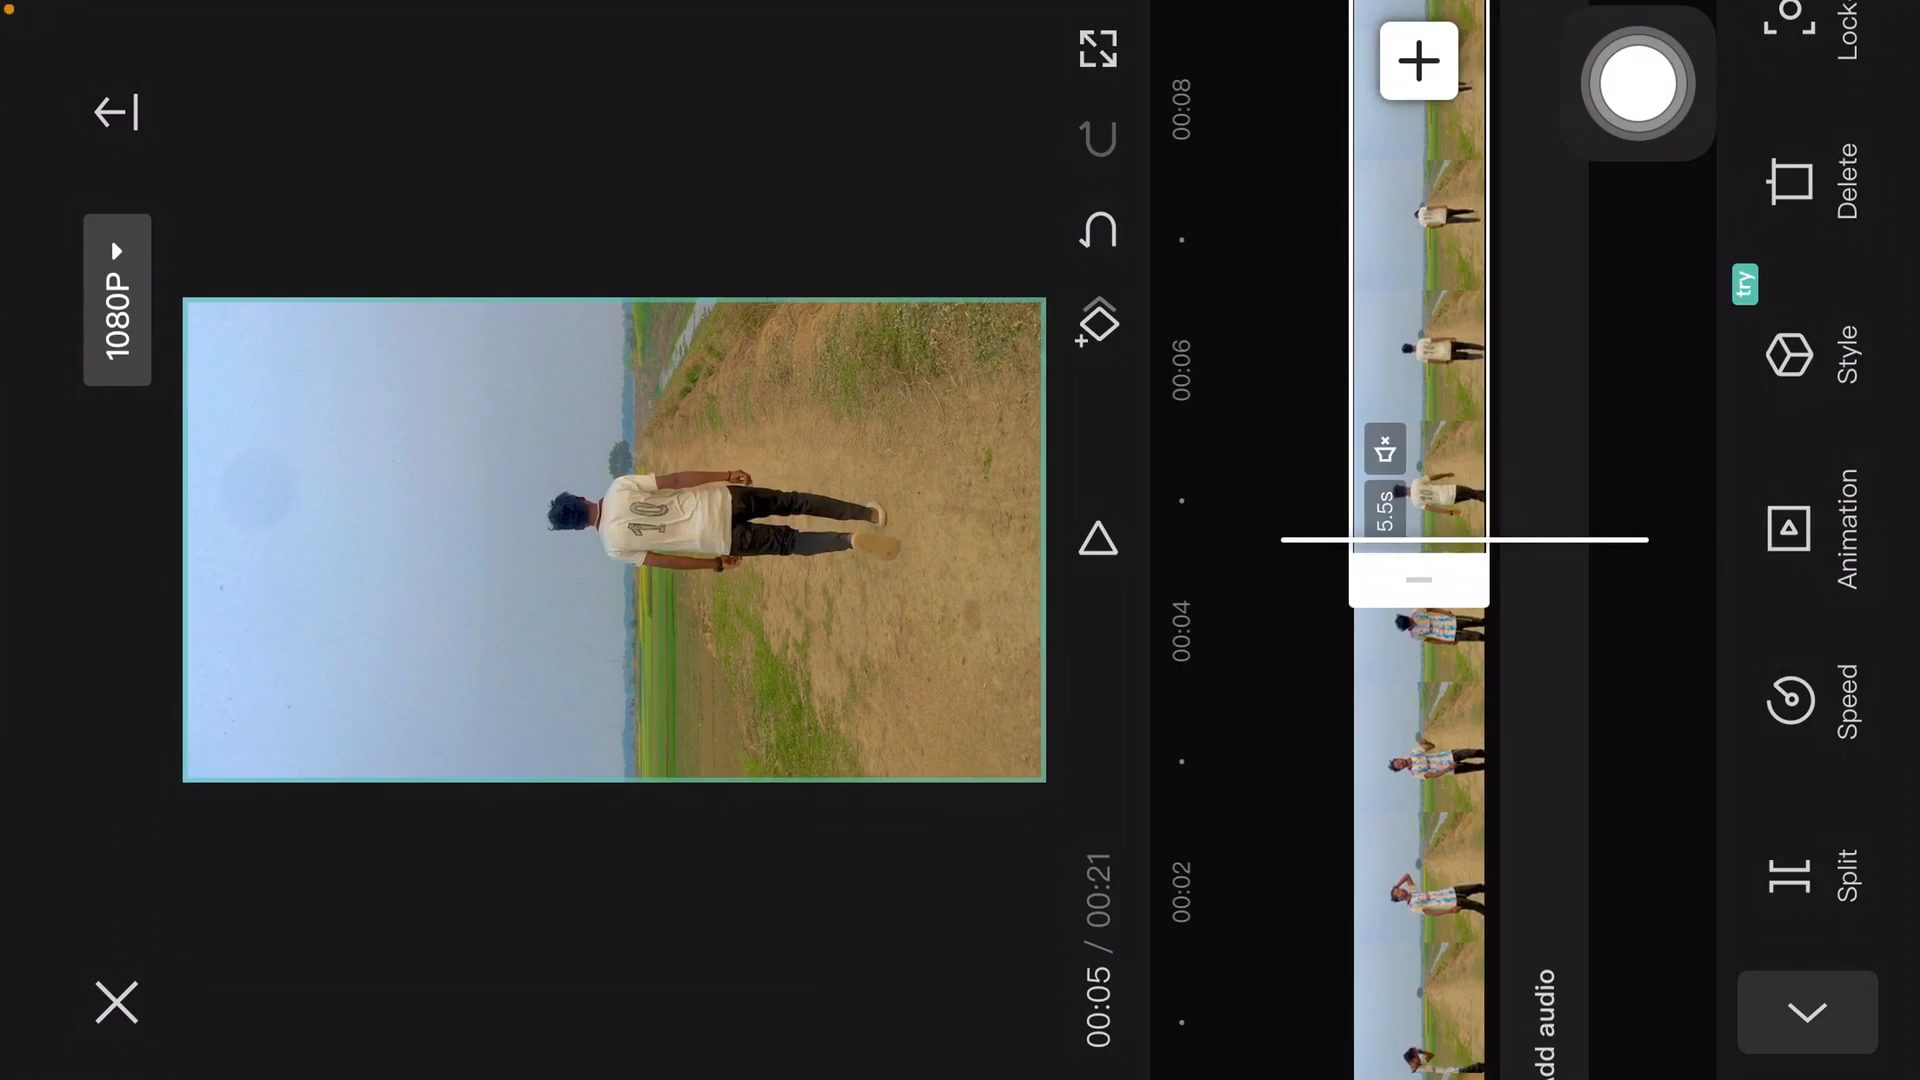 1080P
10
00:05 / 00:21
00:02
00:04
00:06
00:08
5.5s
dd audio
Split
Speed
Animation
try
Style
Delete
Lock